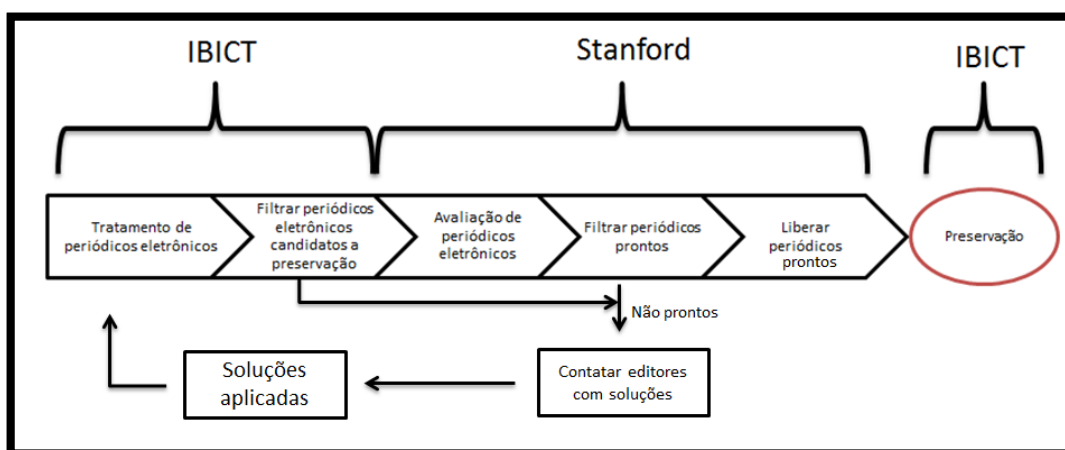 IBICT
Stanford
IBICT
Tratamento de
periódicos eletrônicos
Filtrar periódicos
eletrônicos
candidatos a
preservação
Avaliação de
periódicos
eletrônicos
Filtrar periódicos
prontos
Liberar
periódicos
prontos
Preservação
Não prontos
Soluções
aplicadas
Contatar editores
com soluções